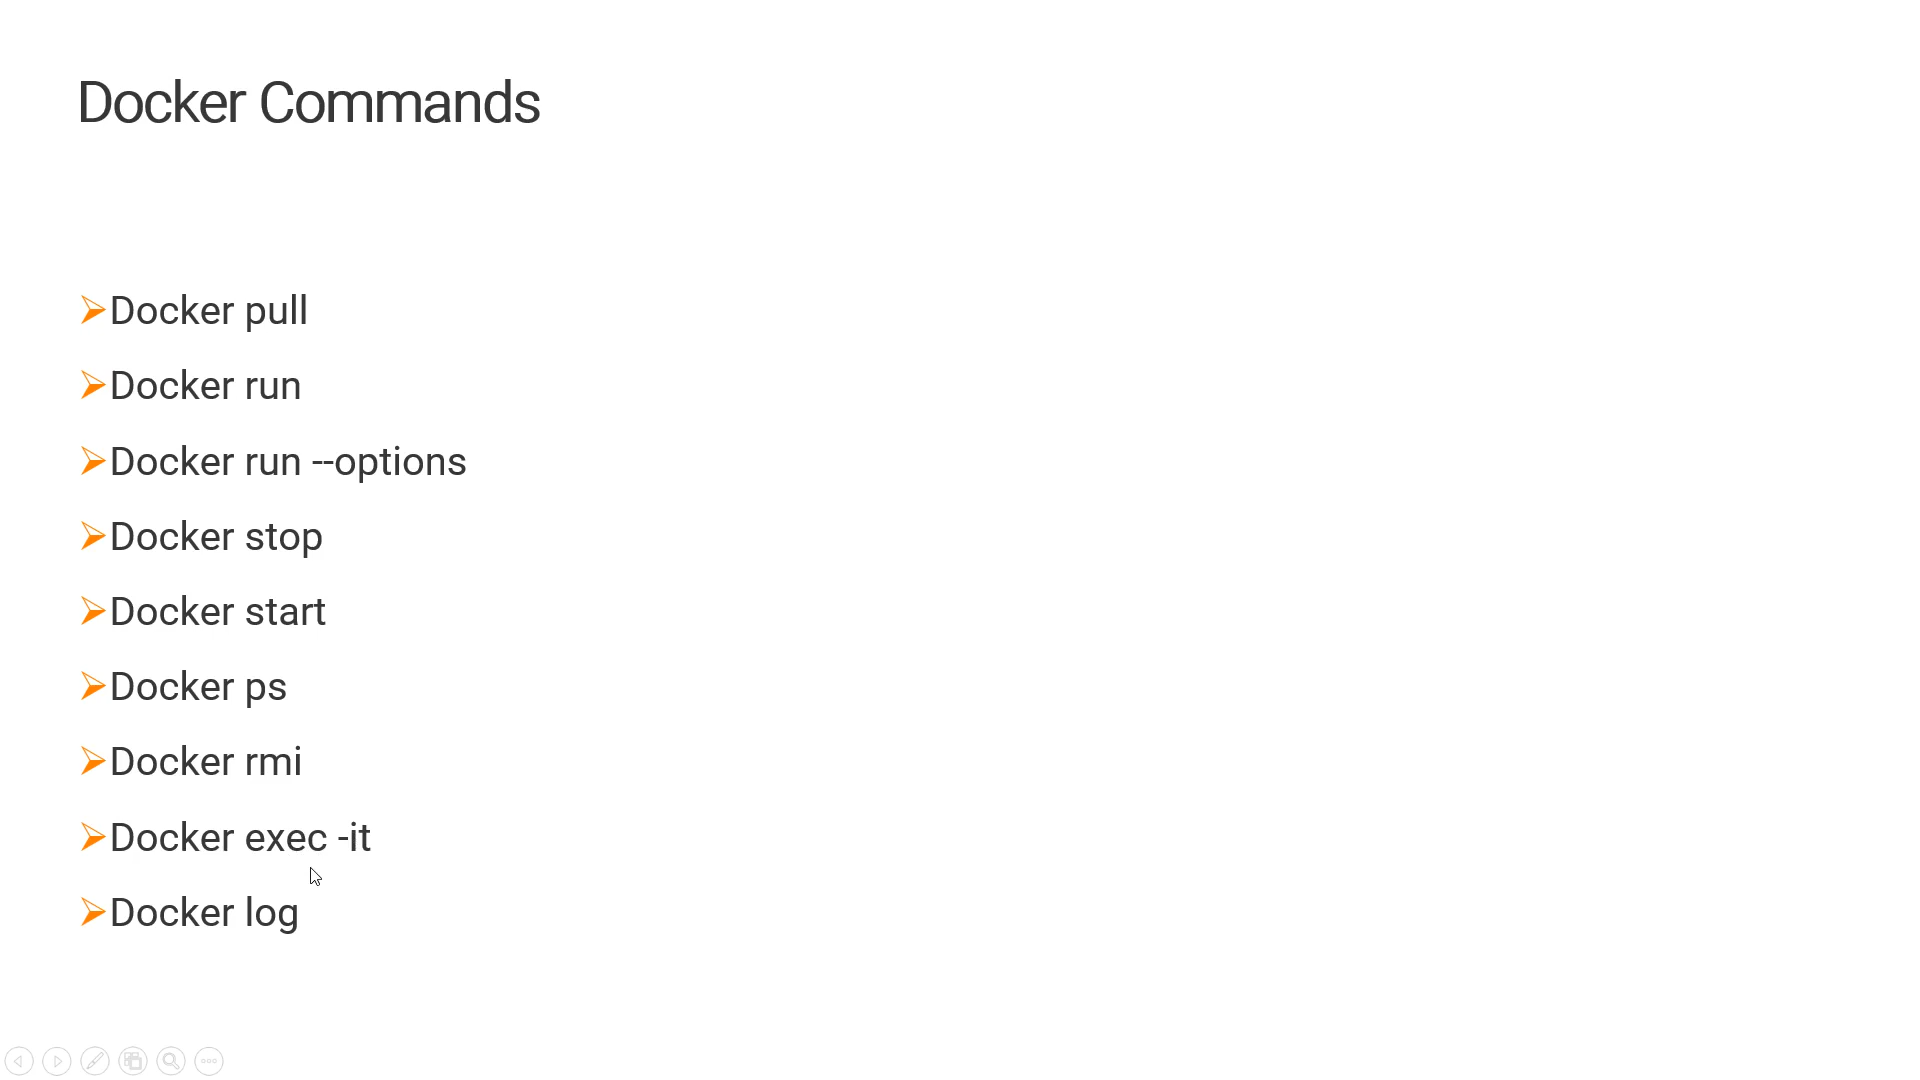 Docker Commands
Docker pull
Docker run
Docker run --options
Docker stop
Docker start
Docker ps
Docker rmi
Docker exec -it
Docker log